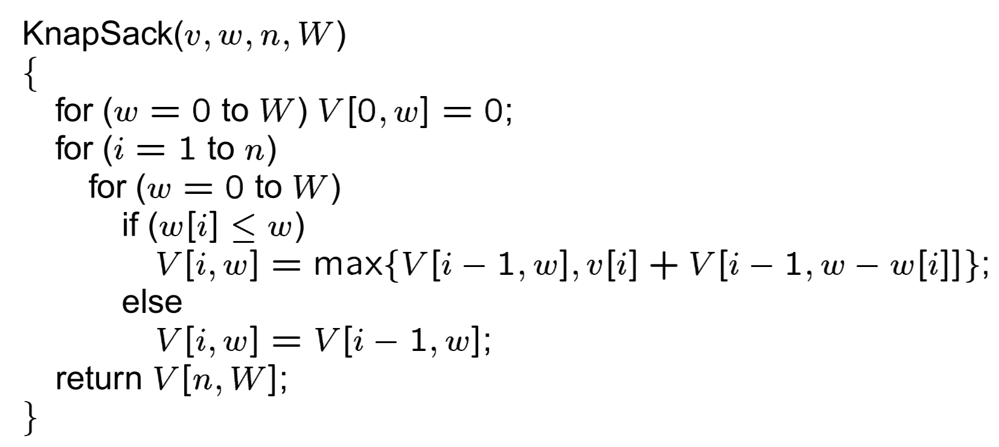 KnapSack(v, w, n, W)
{
for (w = 0 to W) V[0, w] = 0;
for (i = 1 to n)
for (w = 0 to W)
if (w[i] ≤ w)
V[i, w] = max{V[i − 1, w], v[i] + V[i − 1, w − w[i]]};
else
V[i, w] = V[i − 1, w];
return V[n, W];
}